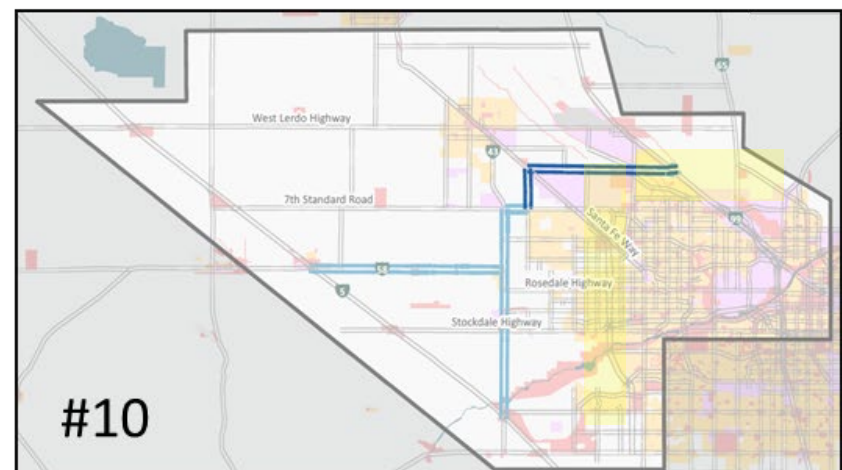 65
West Lerdo Highway
43
7th Standard Road
Santa Fe Way
99
58
5
Rosedale Highway
Stockdale Highway
#10